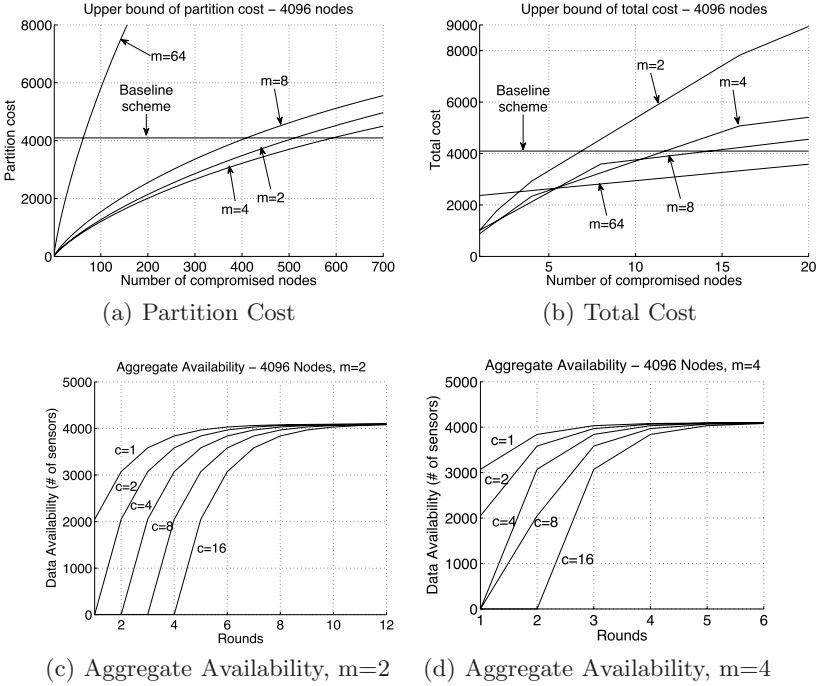 Upper bound of partition cost – 4096 nodes
8000
6000
4000
2000
0
Partition cost
m=64
Baseline
scheme
m=8
m=2
m=4
100 200 300 400 500 600 700
Number of compromised nodes
(a) Partition Cost
Upper bound of total cost – 4096 nodes
9000
8000
6000
4000
2000
0
Total cost
m=2
m=4
Baseline
scheme
m=8
m=64
5 10 15 20
Number of compromised nodes
(b) Total Cost
Aggregate Availability – 4096 Nodes, m=2
5000
4000
3000
2000
1000
0
Data Availability (# of sensors)
c=1
c=2
c=4
c=8
c=16
2 4 6 8 10 12
Rounds
(c) Aggregate Availability, m=2
Aggregate Availability – 4096 Nodes, m=4
5000
4000
3000
2000
1000
0
Data Availability (# of sensors)
c=1
c=2
c=4
c=8
c=16
1 2 3 4 5 6
Rounds
(d) Aggregate Availability, m=4